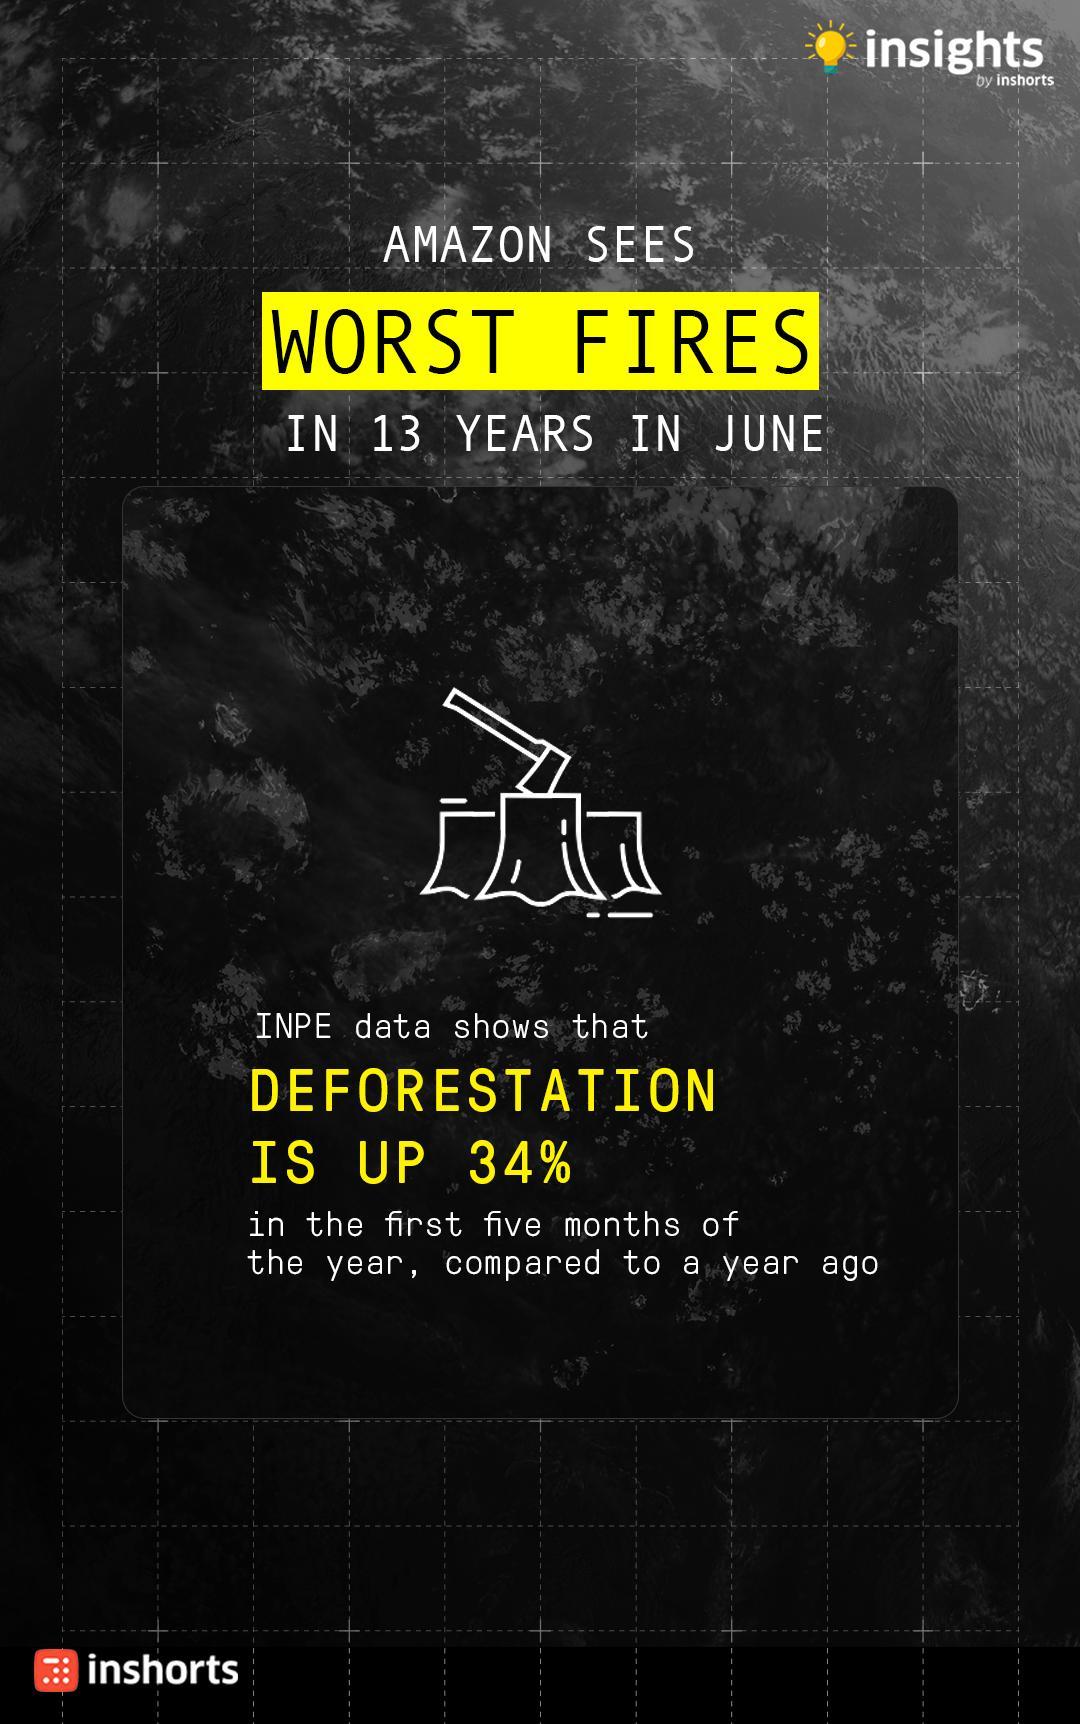 insights
by inshorts
AMAZON SEES
WORST FIRES
IN 13 YEARS IN JUNE
INPE data shows that
DEFORESTATION
IS UP 34%
in the first five months of
the year, compared to a year ago
inshorts